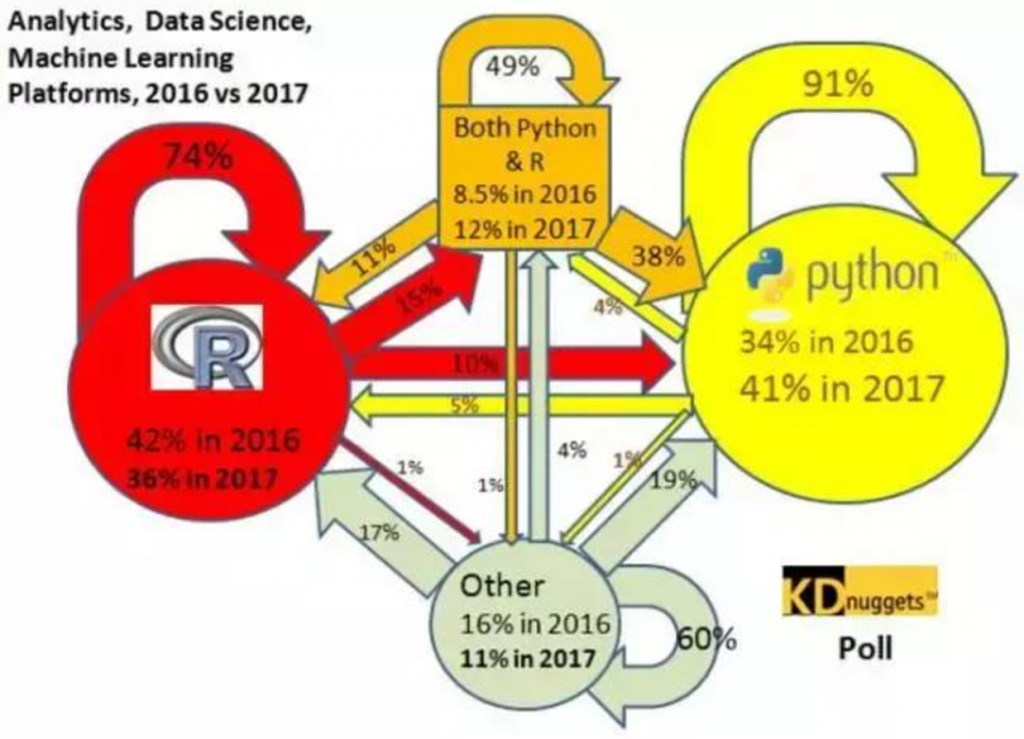 Analytics, Data Science,
Machine Learning
Platforms, 2016 vs 2017
49%
91%
74%
Both Python
& R
8.5% in 2016
12% in 2017
11%
15%
38%
4%
python™
34% in 2016
41% in 2017
R
42% in 2016
36% in 2017
10%
5%
1%
1%
4%
1%
19%
17%
Other
16% in 2016
11% in 2017
60%
KDnuggets™
Poll